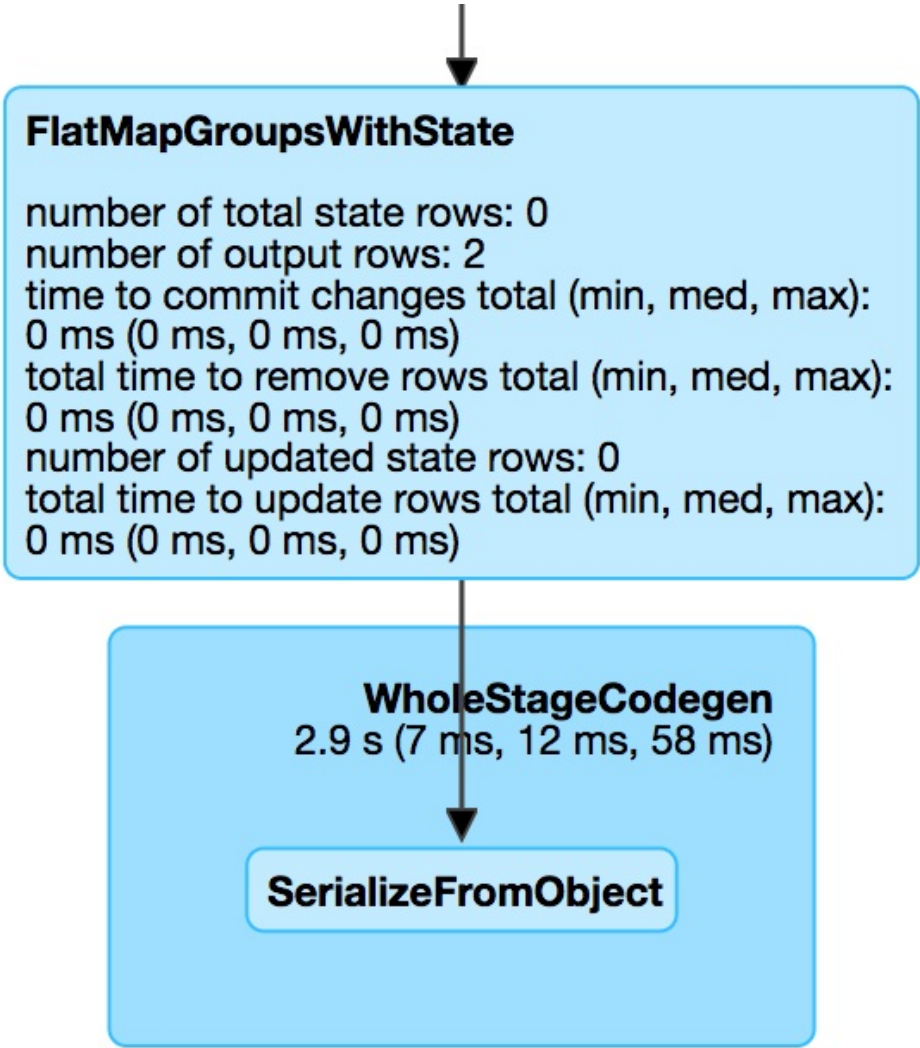 FlatMapGroupsWithState
number of total state rows: 0
number of output rows: 2
time to commit changes total (min, med, max):
0 ms (0 ms, 0 ms, 0 ms)
total time to remove rows total (min, med, max):
0 ms (0 ms, 0 ms, 0 ms)
number of updated state rows: 0
total time to update rows total (min, med, max):
0 ms (0 ms, 0 ms, 0 ms)
WholeStageCodegen
2.9 s (7 ms, 12 ms, 58 ms)
SerializeFromObject